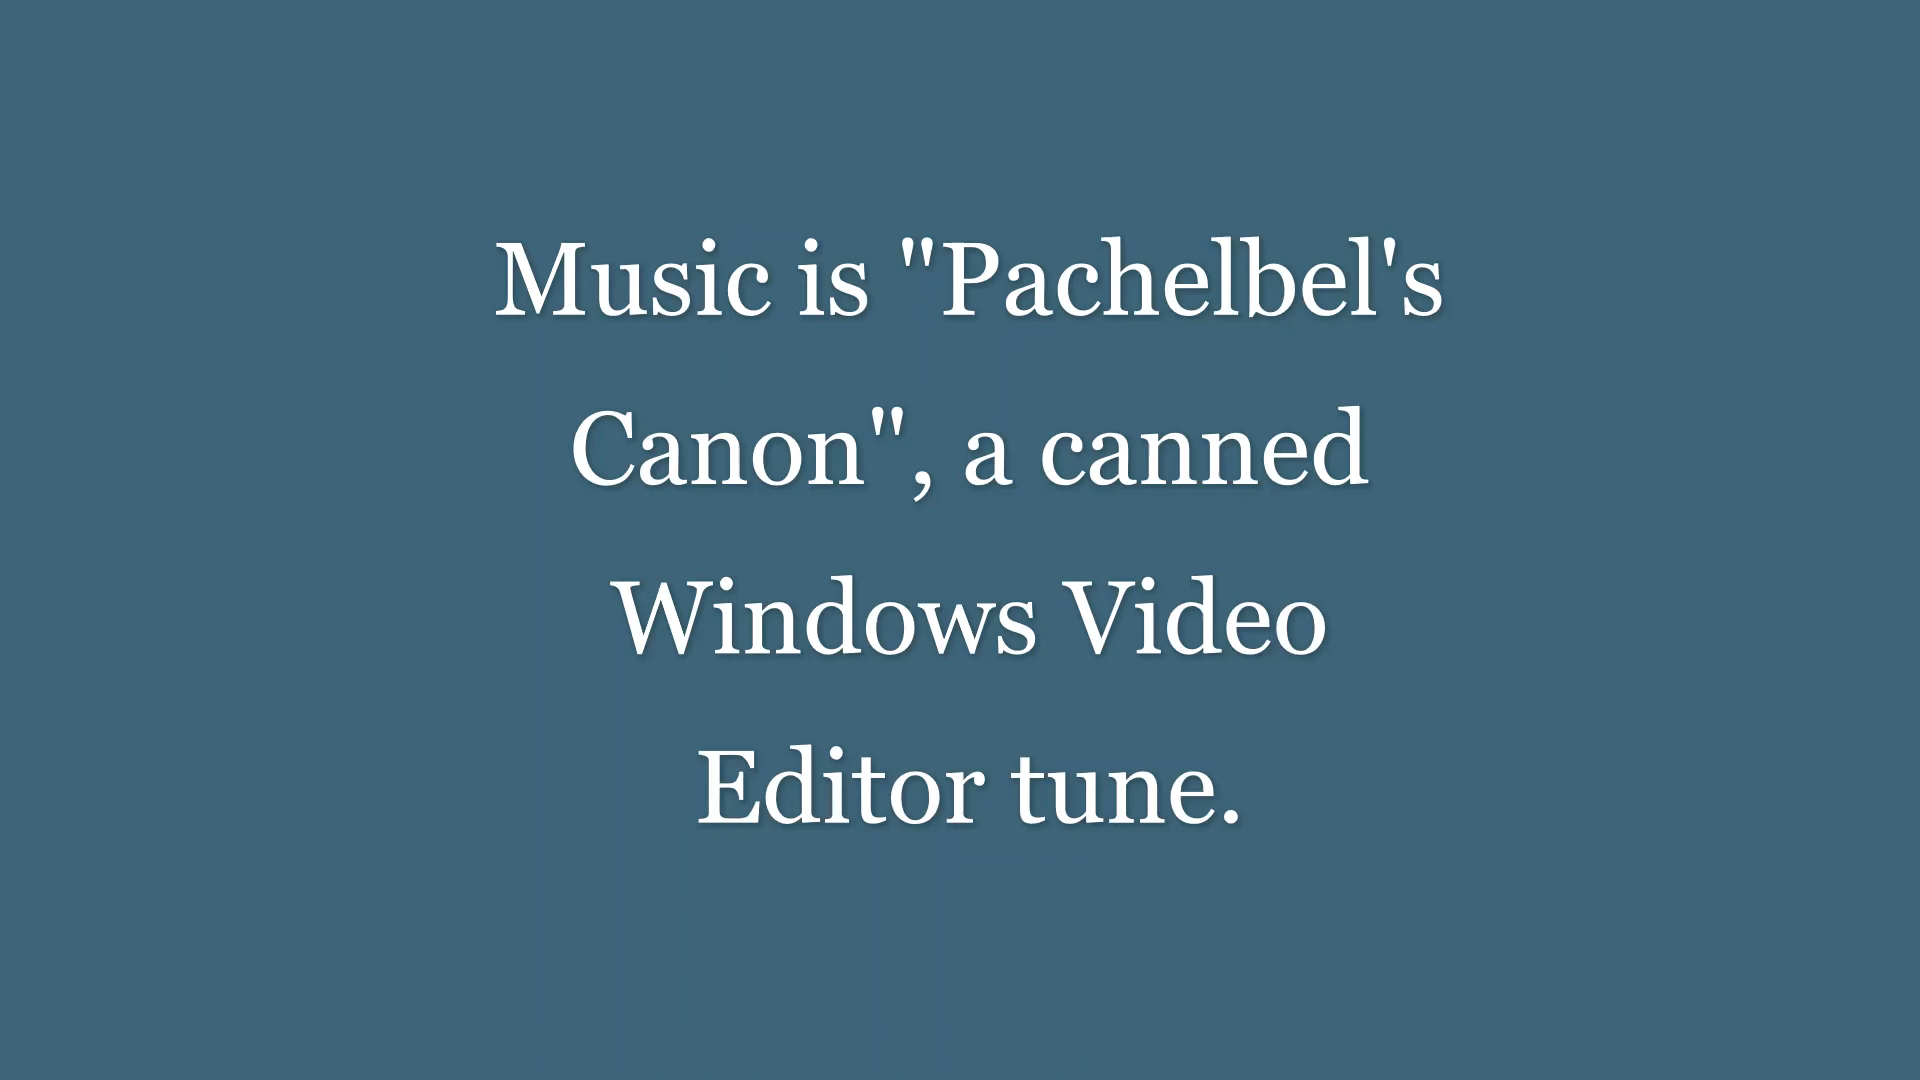 Music is "Pachelbel's
Canon", a canned
Windows Video
Editor tune.